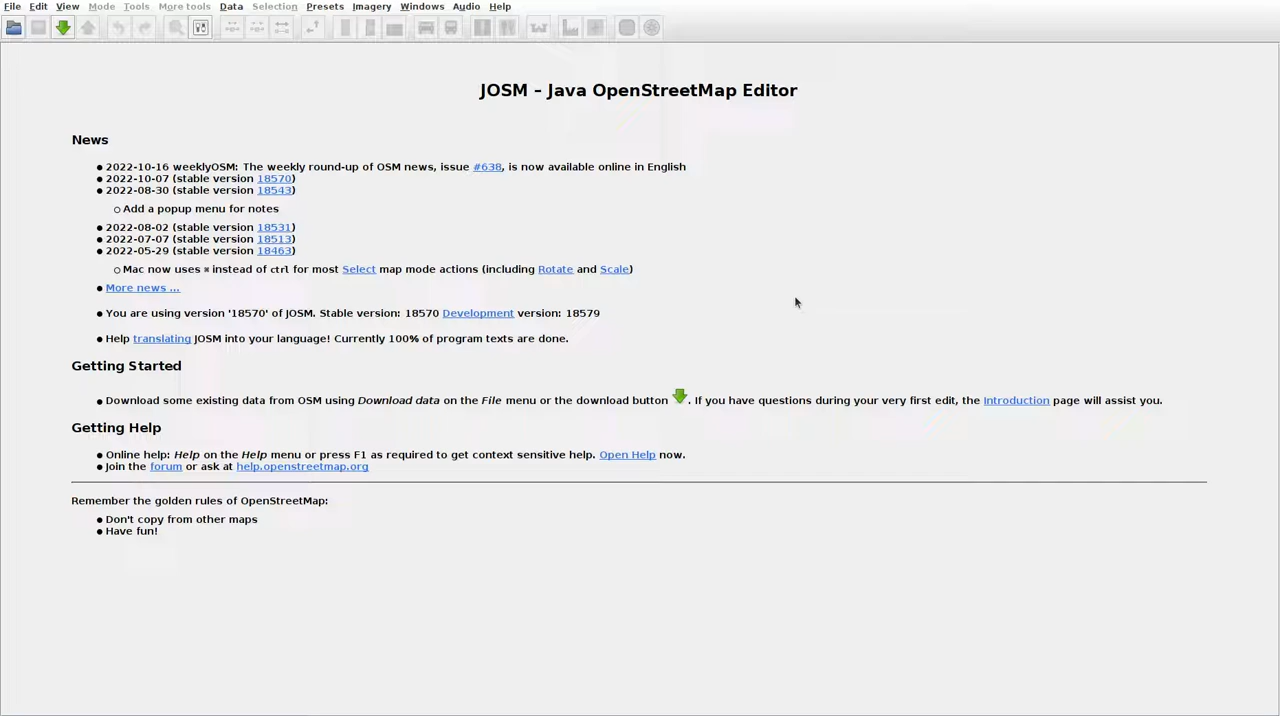 File Edit View Mode Tools More tools Data Selection Presets Imagery Windows Audio Help
JOSM – Java OpenStreetMap Editor
News
2022-10-16 weeklyOSM: The weekly round-up of OSM news, issue #638, is now available online in English
2022-10-07 (stable version 18570)
2022-08-30 (stable version 18543)
Add a popup menu for notes
2022-08-02 (stable version 18531)
2022-07-07 (stable version 18513)
2022-05-29 (stable version 18463)
Mac now uses ⌘ instead of ctrl for most Select map mode actions (including Rotate and Scale)
More news ...
You are using version '18570' of JOSM. Stable version: 18570 Development version: 18579
Help translating JOSM into your language! Currently 100% of program texts are done.
Getting Started
Download some existing data from OSM using Download data on the File menu or the download button . If you have questions during your very first edit, the Introduction page will assist you.
Getting Help
Online help: Help on the Help menu or press F1 as required to get context sensitive help. Open Help now.
Join the forum or ask at help.openstreetmap.org
Remember the golden rules of OpenStreetMap:
Don't copy from other maps
Have fun!